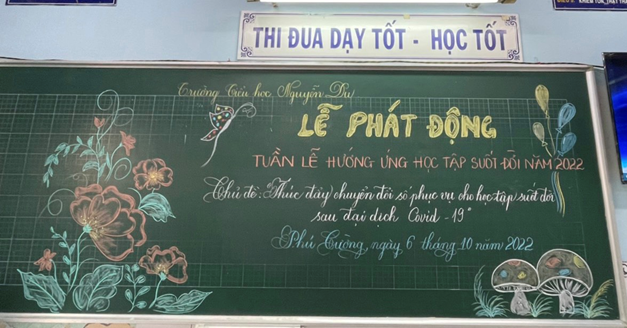 THI ĐUA DẠY TỐT - HỌC TỐT
Trường Tiểu học Nguyễn Du
LỄ PHÁT ĐỘNG
TUẦN LỄ HƯỞNG ỨNG HỌC TẬP SUỐT ĐỜI NĂM 2022
Chủ đề: "Thúc đẩy chuyển đổi số phục vụ cho học tập suốt đời
sau đại dịch Covid - 19"
Phú Cường, ngày 6 tháng 10 năm 2022